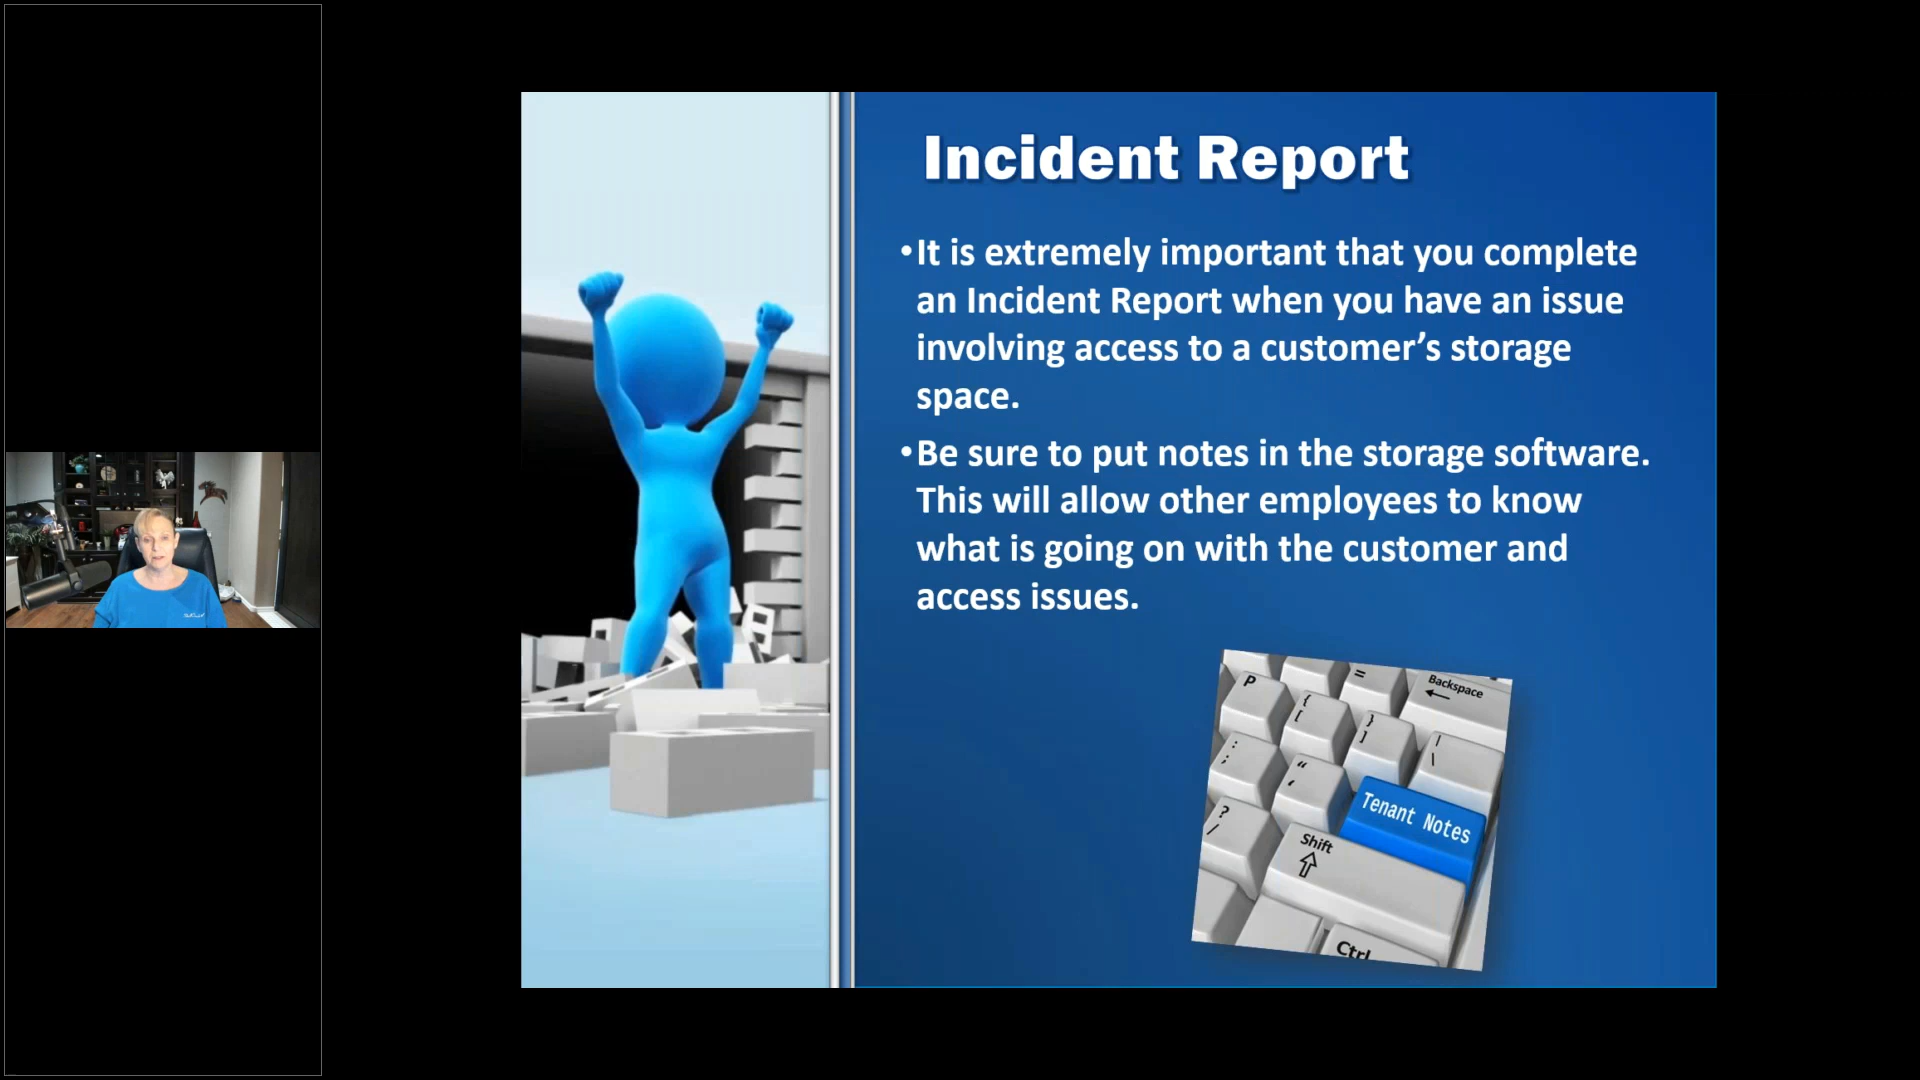 Incident Report
•It is extremely important that you complete
an Incident Report when you have an issue
involving access to a customer’s storage
space.
•Be sure to put notes in the storage software.
This will allow other employees to know
what is going on with the customer and
access issues.
P
=
Backspace
←
{
[
}
]
|
\
:
;
“
‘
Tenant Notes
?
/
Shift
⇧
Ctrl